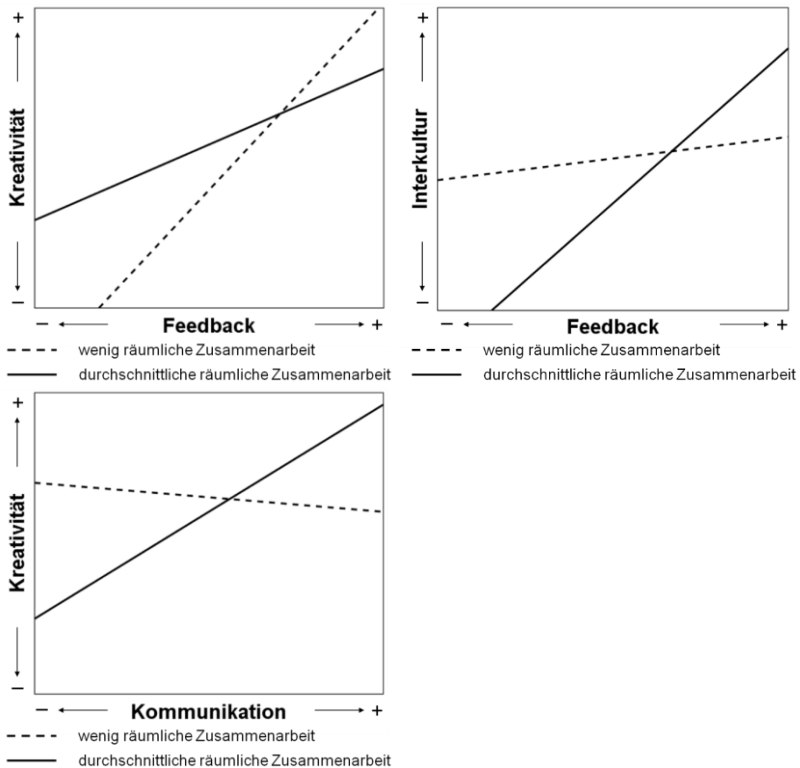 +
Kreativität
−
− Feedback +
wenig räumliche Zusammenarbeit
durchschnittliche räumliche Zusammenarbeit
+
Interkultur
−
− Feedback +
wenig räumliche Zusammenarbeit
durchschnittliche räumliche Zusammenarbeit
+
Kreativität
−
− Kommunikation +
wenig räumliche Zusammenarbeit
durchschnittliche räumliche Zusammenarbeit